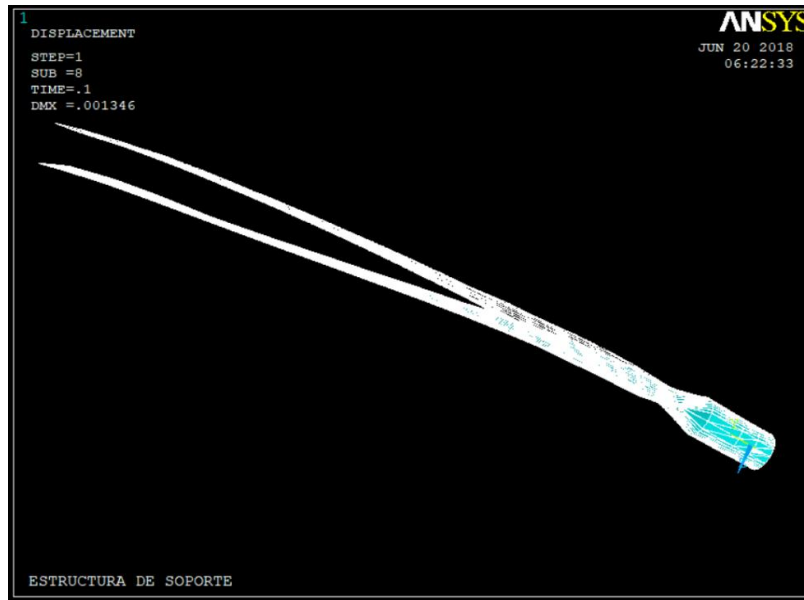 1
DISPLACEMENT
STEP=1
SUB =8
TIME=.1
DMX =.001346
ANSYS
JUN 20 2018
06:22:33
ESTRUCTURA DE SOPORTE